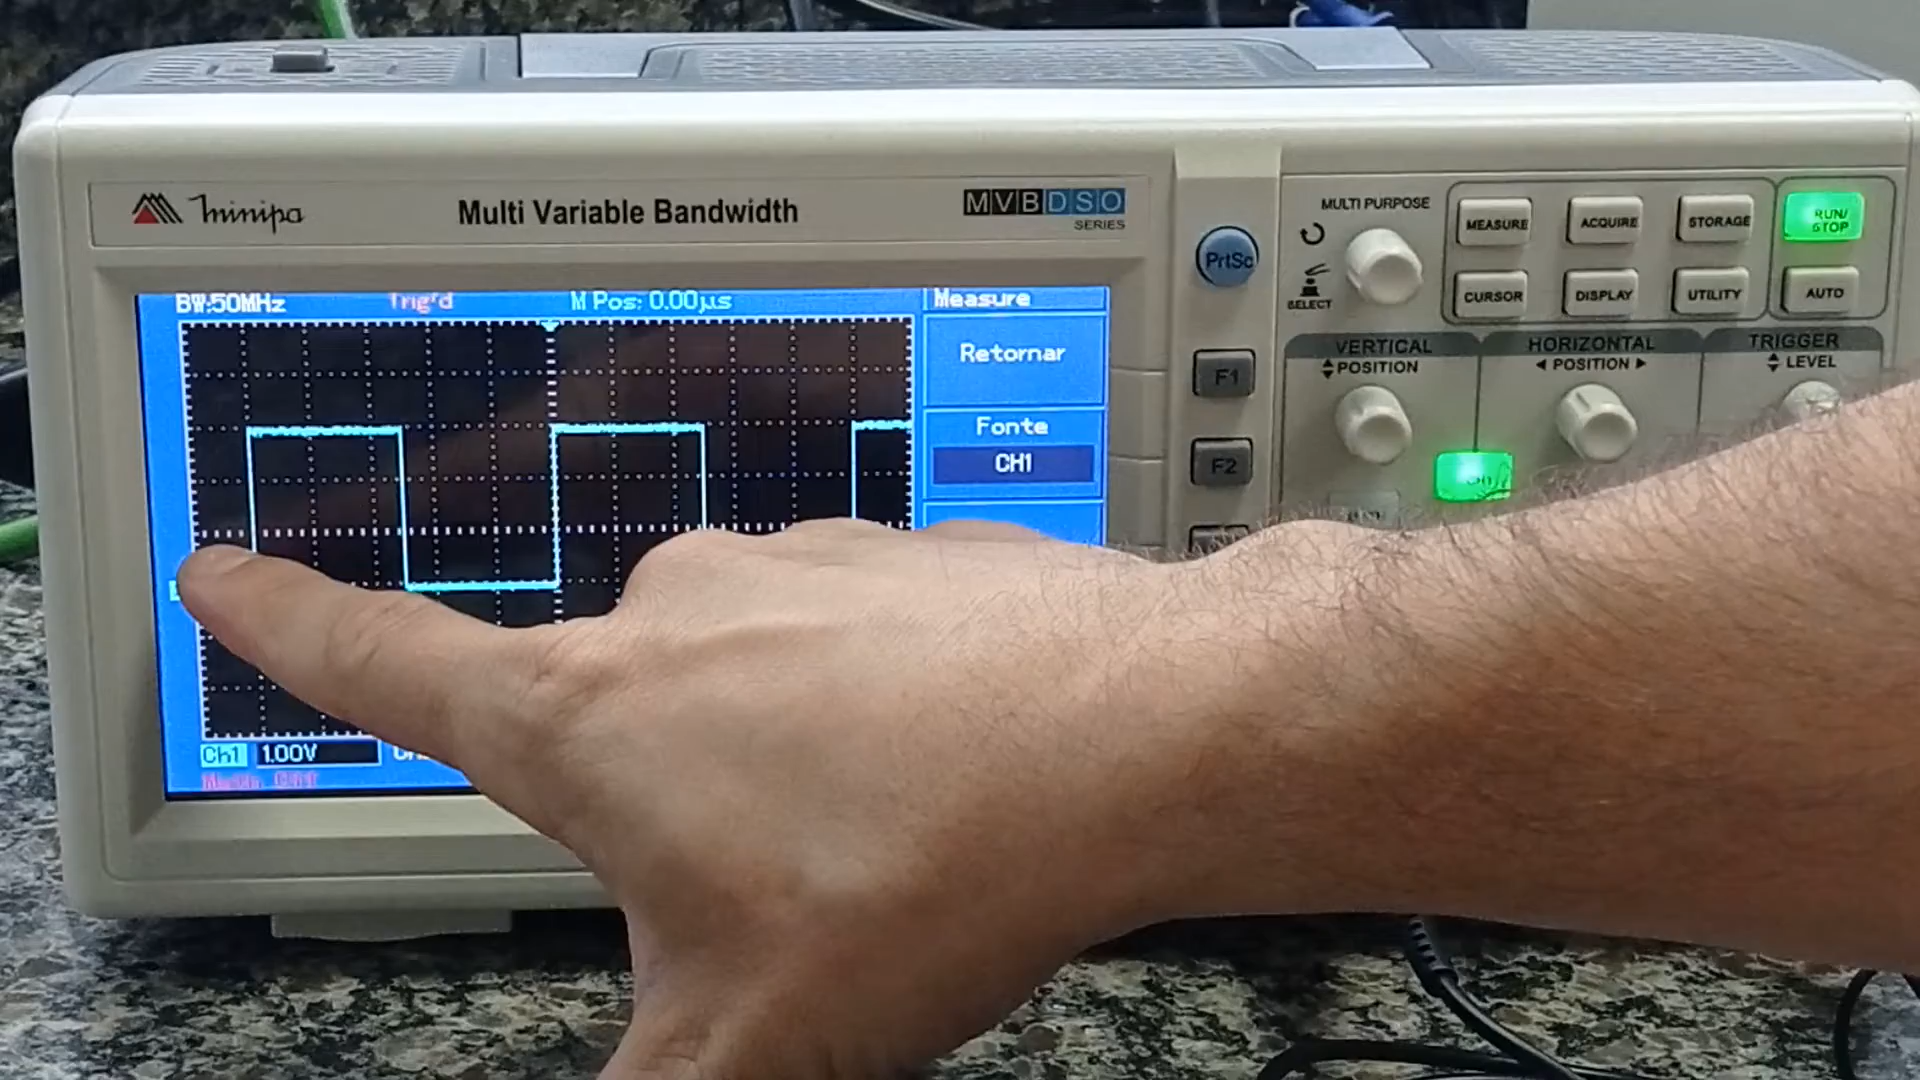 minipa
Multi Variable Bandwidth
MVBDSO
SERIES
BW:50MHz
Trig'd
M Pos: 0.00µs
Measure
Retornar
Fonte
CH1
Ch1
1.00V
PrtSc
F1
F2
MULTI PURPOSE
SELECT
MEASURE
ACQUIRE
STORAGE
RUN/
STOP
CURSOR
DISPLAY
UTILITY
AUTO
VERTICAL
POSITION
HORIZONTAL
◄ POSITION ►
TRIGGER
LEVEL